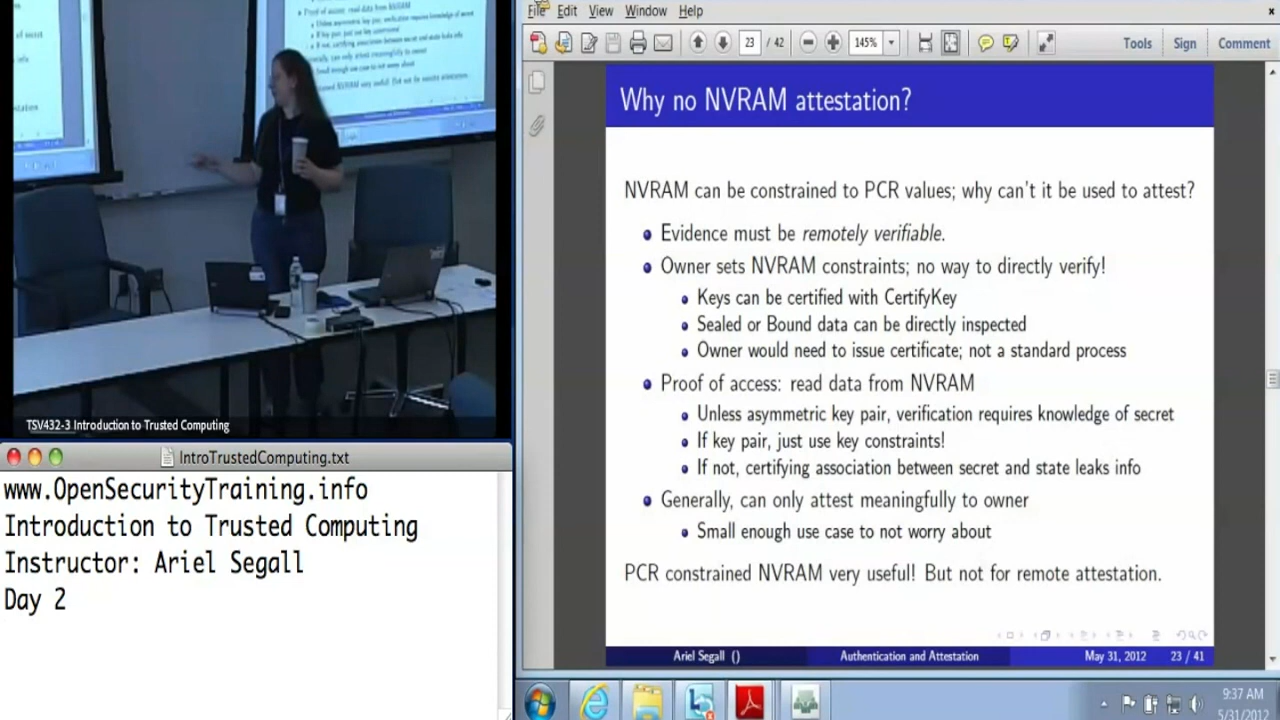 Proof of access: read data from NVRAM
TSV432-3 Introduction to Trusted Computing
IntroTrustedComputing.txt
www.OpenSecurityTraining.info
Introduction to Trusted Computing
Instructor: Ariel Segall
Day 2
File Edit View Window Help
23 / 42 145% Tools Sign Comment
Why no NVRAM attestation?
NVRAM can be constrained to PCR values; why can't it be used to attest?
Evidence must be remotely verifiable.
Owner sets NVRAM constraints; no way to directly verify!
Keys can be certified with CertifyKey
Sealed or Bound data can be directly inspected
Owner would need to issue certificate; not a standard process
Proof of access: read data from NVRAM
Unless asymmetric key pair, verification requires knowledge of secret
If key pair, just use key constraints!
If not, certifying association between secret and state leaks info
Generally, can only attest meaningfully to owner
Small enough use case to not worry about
PCR constrained NVRAM very useful! But not for remote attestation.
Ariel Segall () Authentication and Attestation May 31, 2012 23 / 41
9:37 AM
5/31/2012